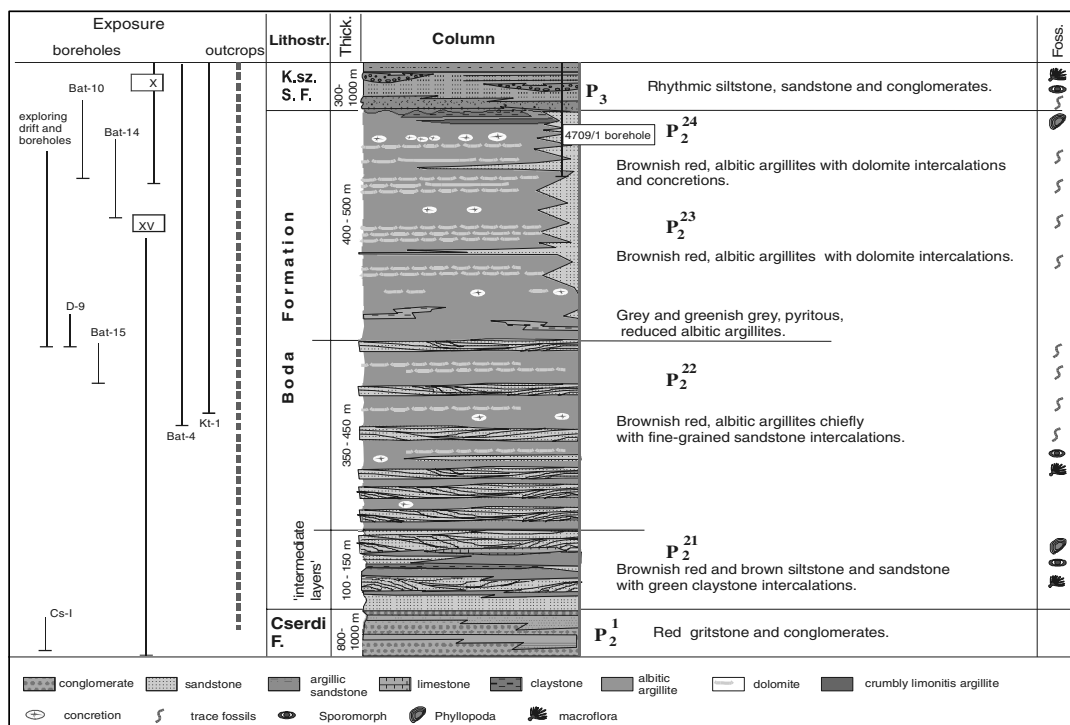 Exposure
boreholes
outcrops
Lithostr.
Thick.
Column
Foss.
Bat-10
X
exploring
drift and
boreholes
Bat-14
XV
D-9
Bat-15
Bat-4
Kt-1
Cs-I
K.sz.
S. F.
300-
1000 m
P3
Rhythmic siltstone, sandstone and conglomerates.
4709/1 borehole
Boda Formation
400 - 500 m
P2 24
Brownish red, albitic argillites with dolomite intercalations
and concretions.
P2 23
Brownish red, albitic argillites with dolomite intercalations.
Grey and greenish grey, pyritous,
reduced albitic argillites.
350 - 450 m
P2 22
Brownish red, albitic argillites chiefly
with fine-grained sandstone intercalations.
'intermediate
layers'
100 - 150 m
P2 21
Brownish red and brown siltstone and sandstone
with green claystone intercalations.
Cserdi
F.
800-
1000 m
P2 1
Red gritstone and conglomerates.
conglomerate
sandstone
argillic
sandstone
limestone
claystone
albitic
argillite
dolomite
crumbly limonitis argillite
concretion
trace fossils
Sporomorph
Phyllopoda
macroflora